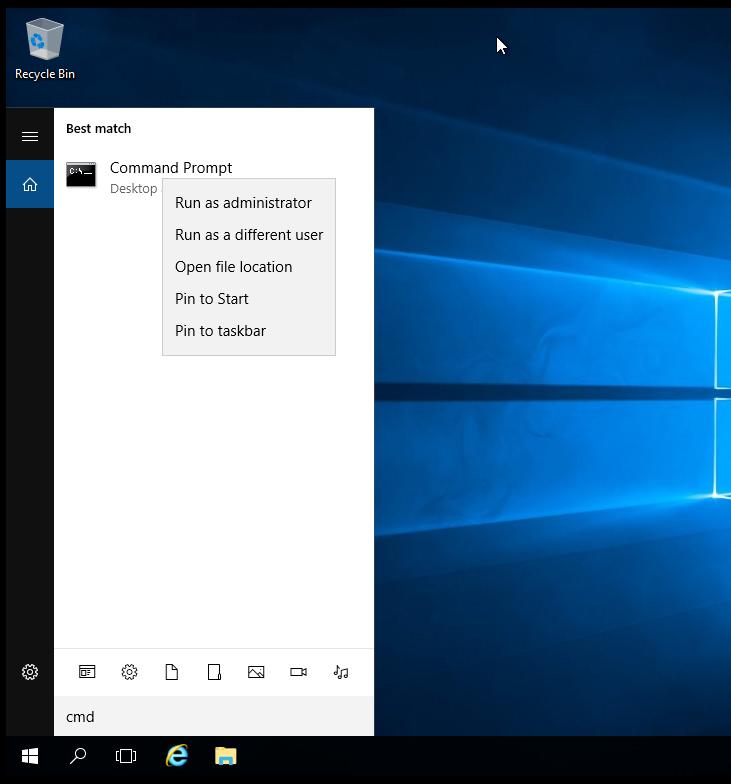 Recycle Bin
Best match
Command Prompt
Desktop
Run as administrator
Run as a different user
Open file location
Pin to Start
Pin to taskbar
cmd